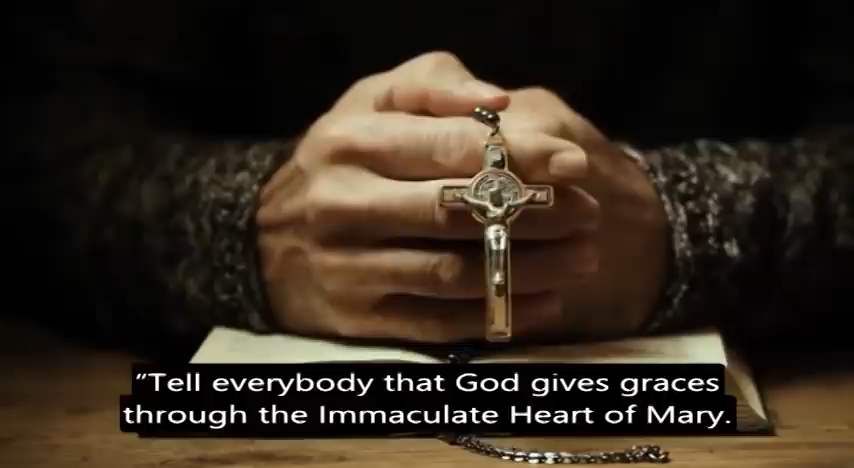 “Tell everybody that God gives graces
through the Immaculate Heart of Mary.